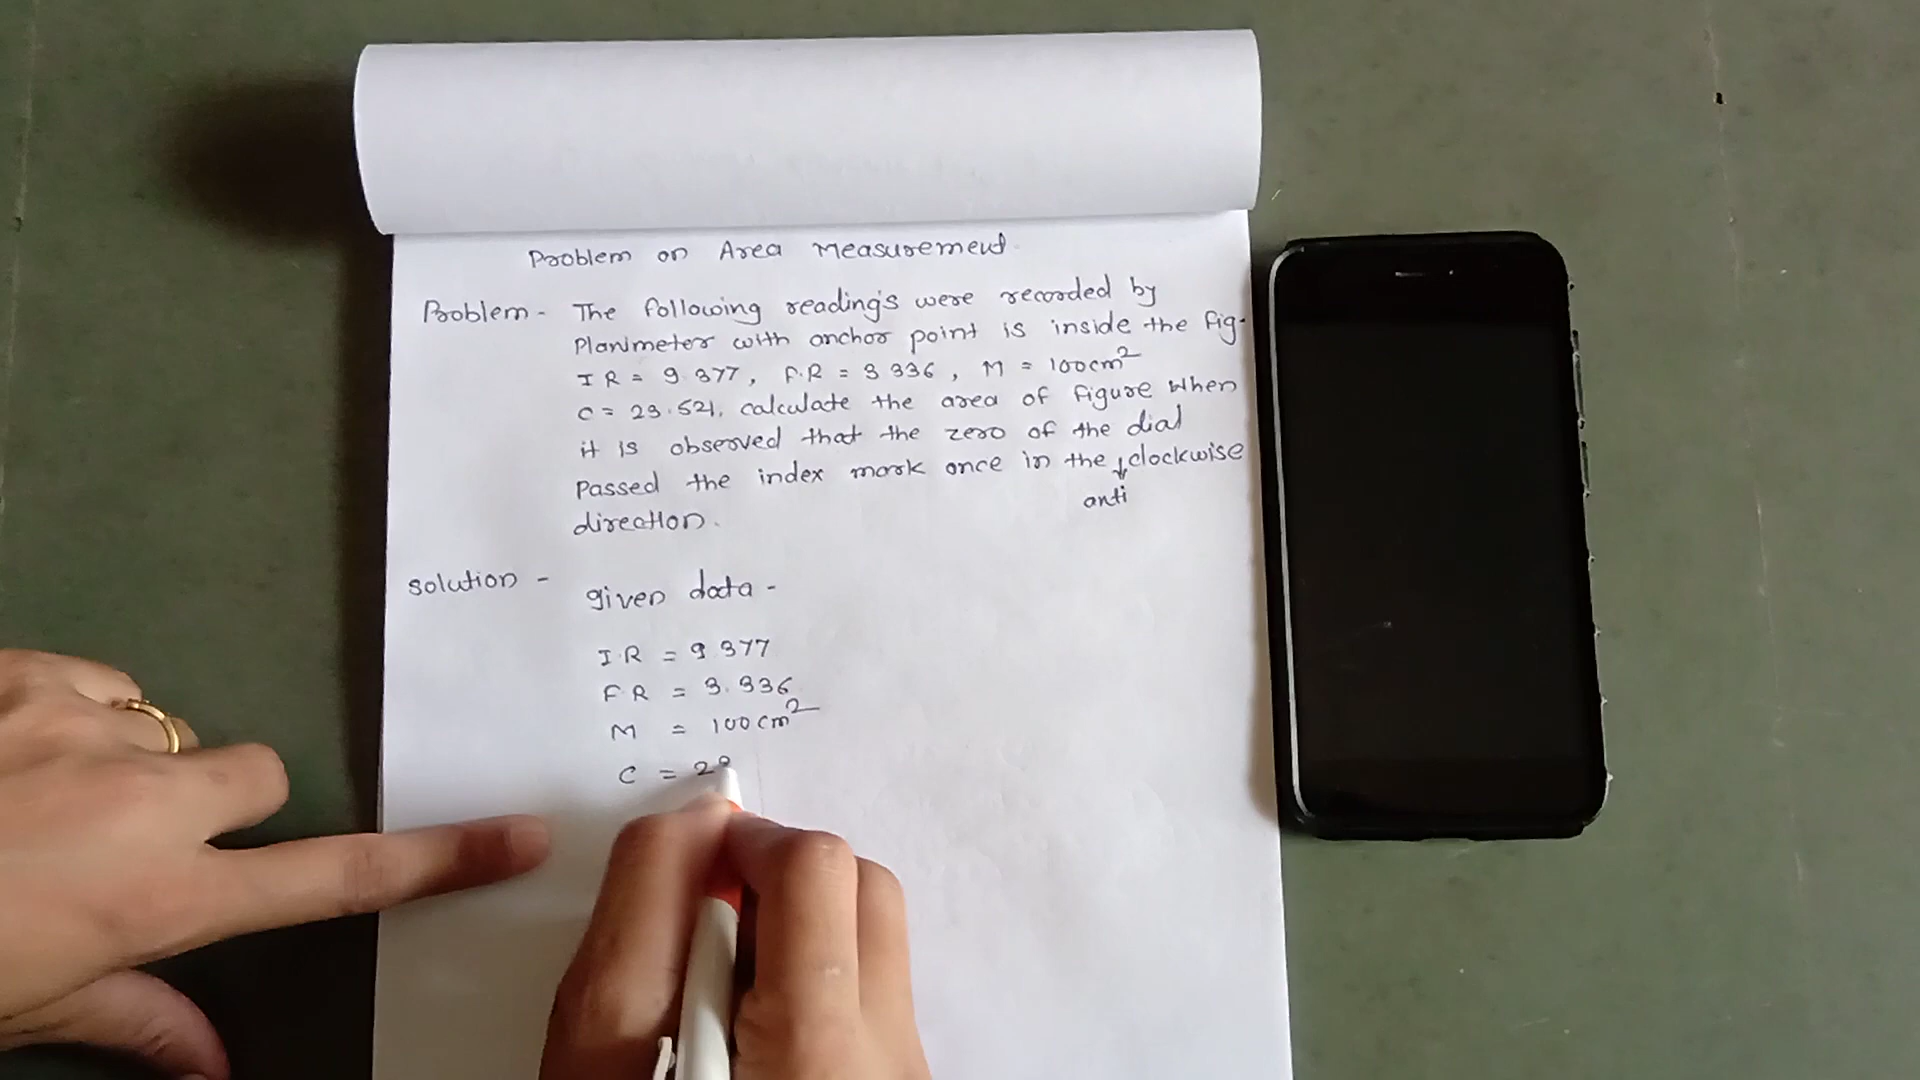 Problem on Area Measurement
Problem - The following reading's were recorded by
Planimeter with anchor point is inside the fig-
I R = 9.377, F.R = 3.336, M = 100cm²
C = 23.521, calculate the area of figure when
it is observed that the zero of the dial
Passed the index mark once in the ↓ clockwise
anti
direction.
solution - given data -
I.R = 9.377
F.R = 3.336
M = 100cm²
C = 23